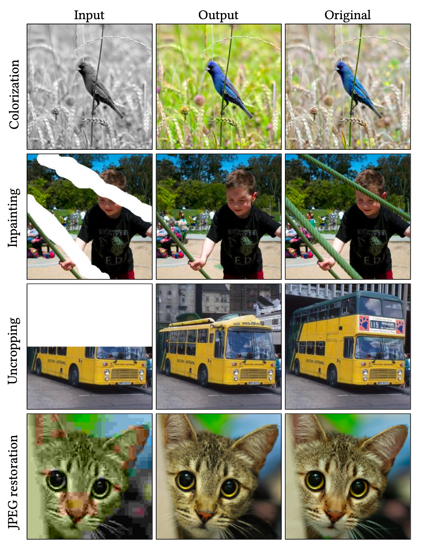 Input Output Original
Colorization
Inpainting
Uncropping
JPEG restoration